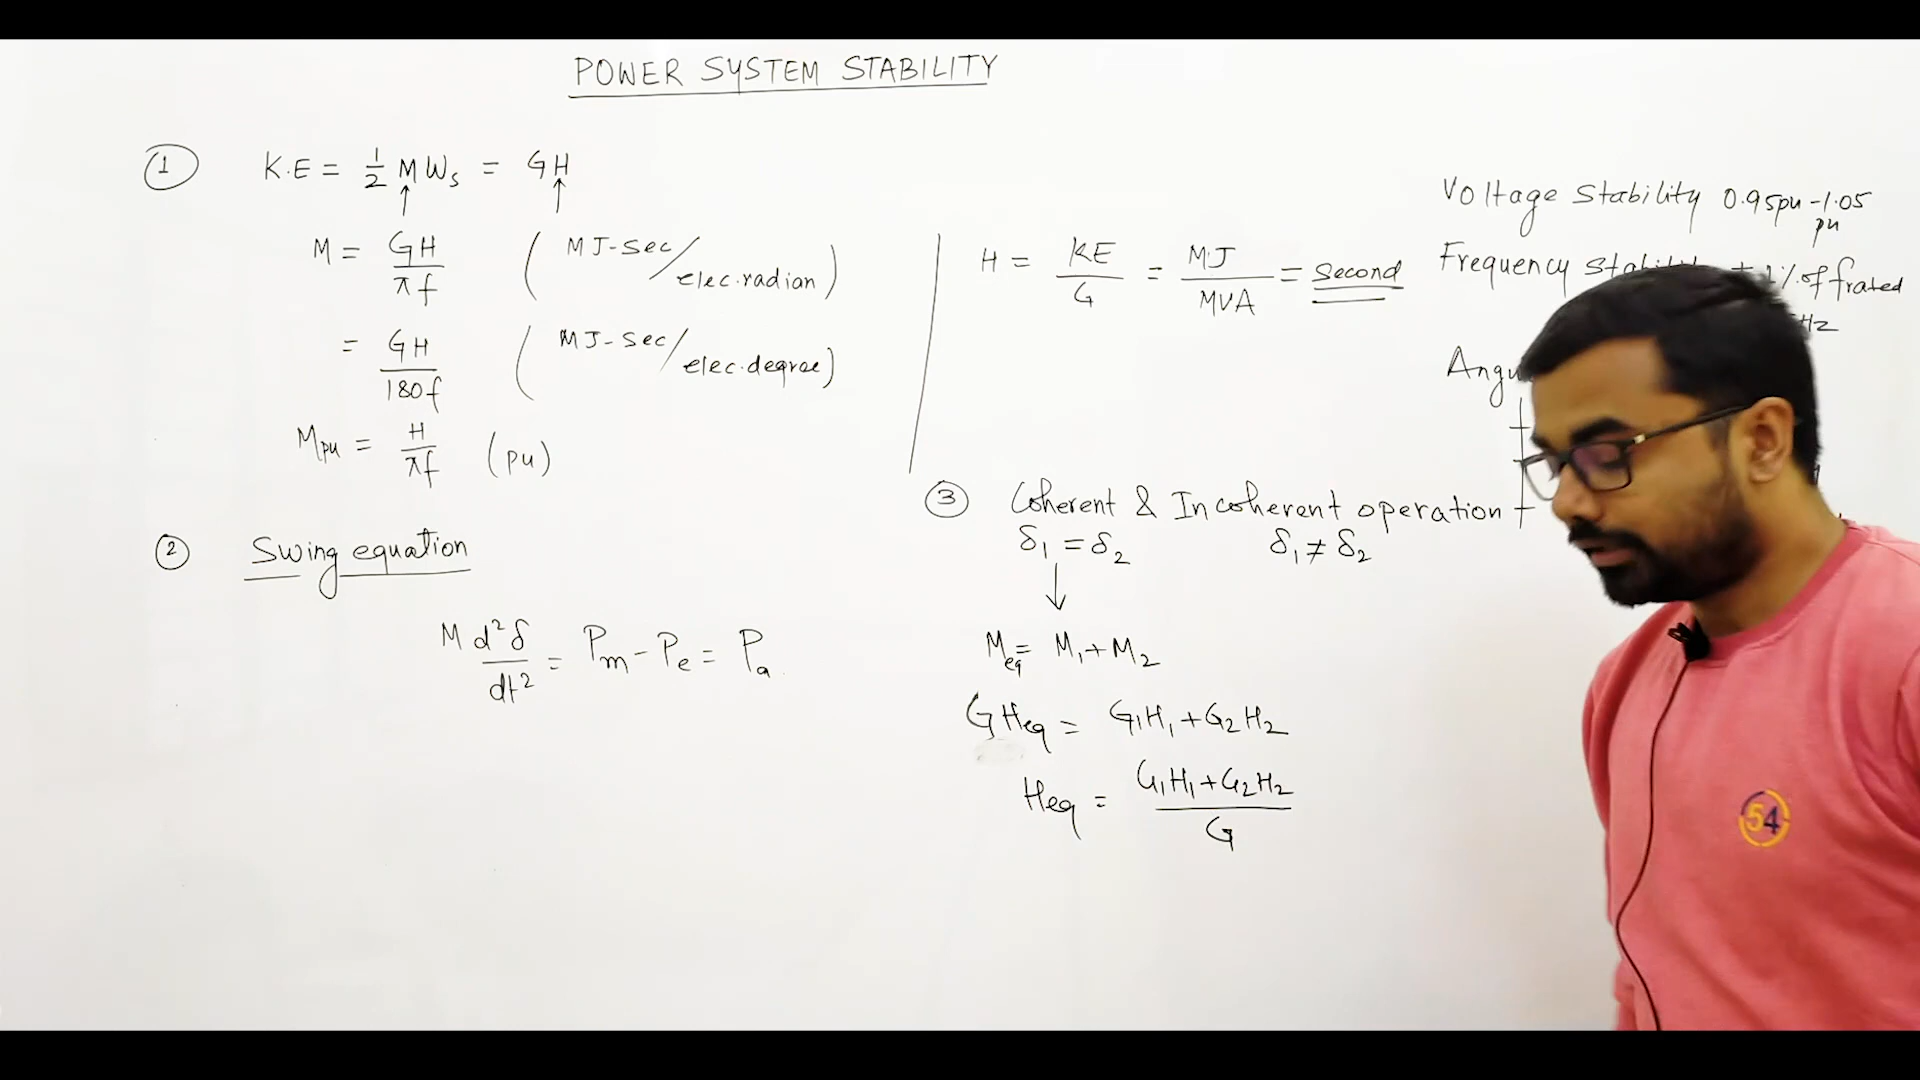 POWER SYSTEM STABILITY
① K.E = 1/2 M Ws = GH
M = GH/πf (MJ-sec/elec.radian)
= GH/180f (MJ-sec/elec.degree)
Mpu = H/πf (pu)
② Swing equation
M d²δ/dt² = Pm - Pe = Pa
H = KE/G = MJ/MVA = second
Voltage Stability 0.95pu-1.05
pu
Frequency % of frated
Hz
③ Coherent & Incoherent operation
δ₁ = δ₂ δ₁ ≠ δ₂
↓
Meq = M₁+M₂
GHeq = G₁H₁+G₂H₂
Heq = G₁H₁+G₂H₂/G
54